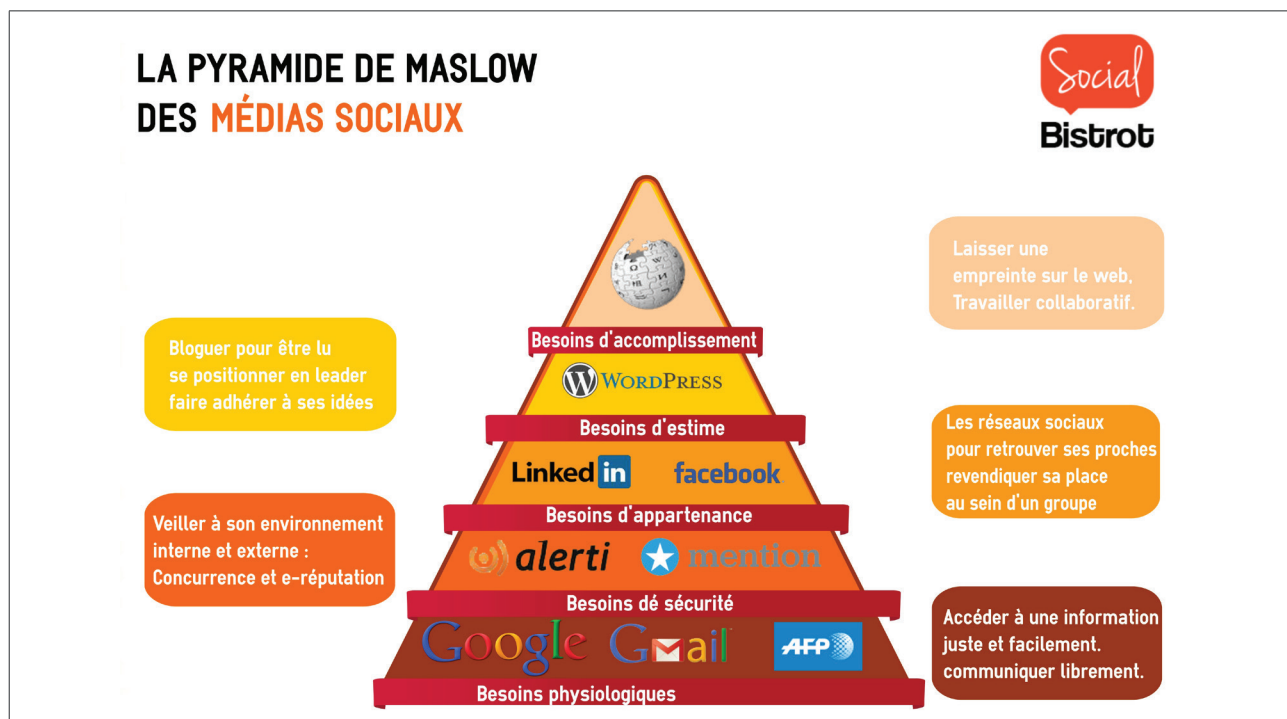 LA PYRAMIDE DE MASLOW
DES MÉDIAS SOCIAUX
Social
Bistrot
Laisser une
empreinte sur le web,
Travailler collaboratif.
Besoins d'accomplissement
Bloguer pour être lu
se positionner en leader
faire adhérer à ses idées
WORDPRESS
Besoins d'estime
Les réseaux sociaux
pour retrouver ses proches
revendiquer sa place
au sein d'un groupe
Linked in
facebook
Besoins d'appartenance
Veiller à son environnement
interne et externe :
Concurrence et e-réputation
alerti
mention
Besoins dé sécurité
Accéder à une information
juste et facilement.
communiquer librement.
Google
Gmail
AFP
Besoins physiologiques